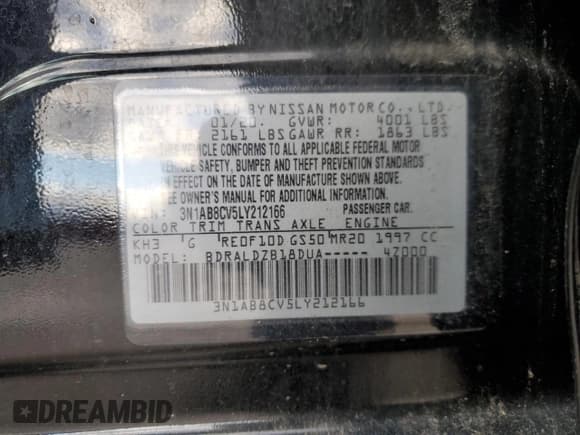 MANUFACTURED BY NISSAN MOTOR CO., LTD.
01/20. GVWR: 4001 LBS
2161 LBS GAWR RR: 1863 LBS
THIS VEHICLE CONFORMS TO ALL APPLICABLE FEDERAL MOTOR
VEHICLE SAFETY, BUMPER AND THEFT PREVENTION STANDARDS
IN EFFECT ON THE DATE OF MANUFACTURE SHOWN ABOVE.
OWNER'S MANUAL FOR ADDITIONAL INFORMATION.
3N1AB8CV5LY212166 PASSENGER CAR.
COLOR TRIM TRANS AXLE ENGINE
KH3 G RE0F10D GS50 MR20 1997 CC
MODEL: BDRALDZB18DUA----- 4Z000
3N1AB8CV5LY212166
DREAMBID